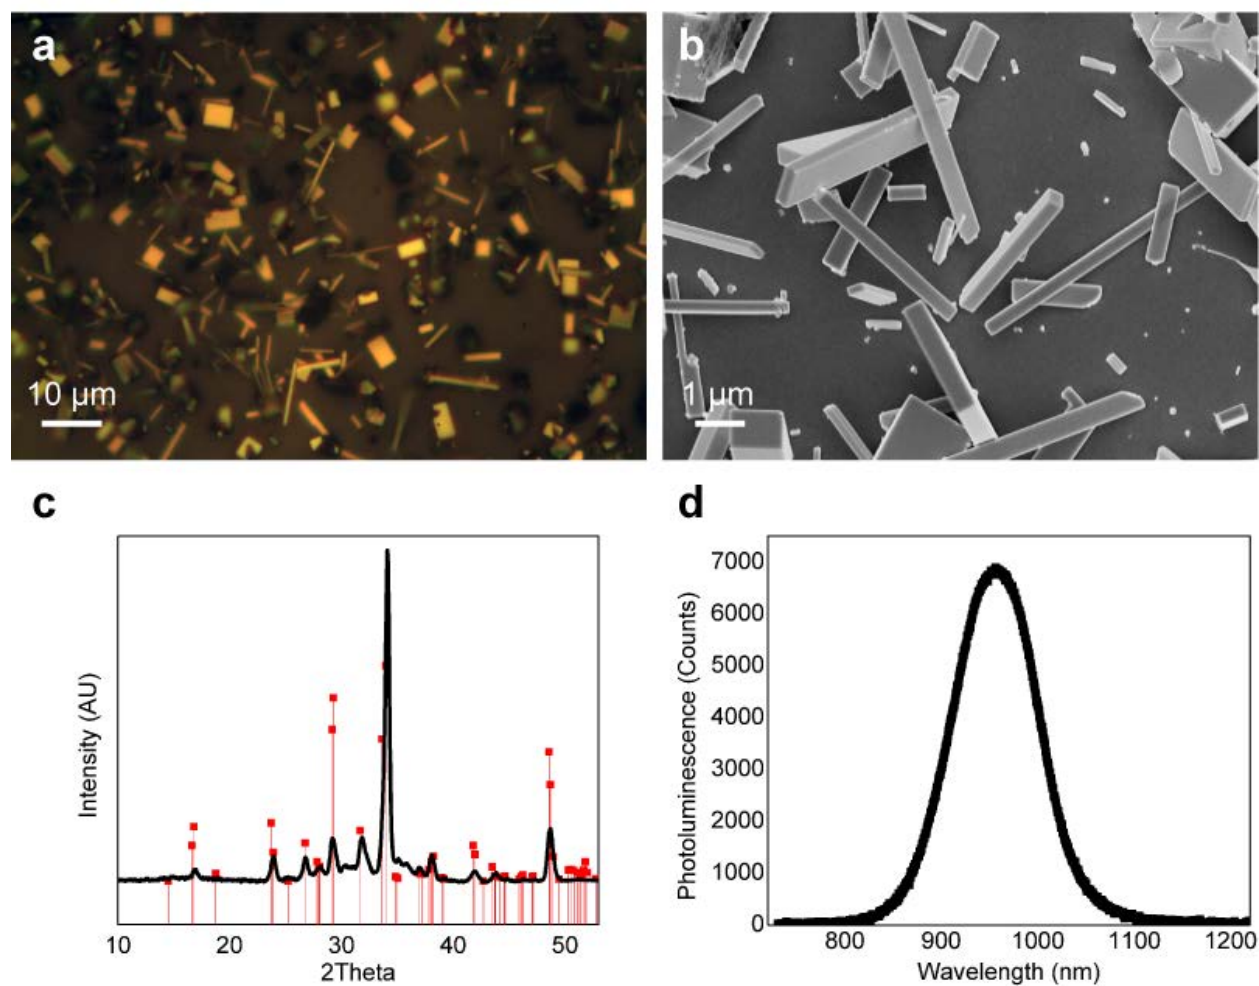 a
b
10 µm
1 µm
c
d
Intensity (AU)
10 20 30 40 50
2Theta
Photoluminescence (Counts)
7000
6000
5000
4000
3000
2000
1000
0
800 900 1000 1100 1200
Wavelength (nm)